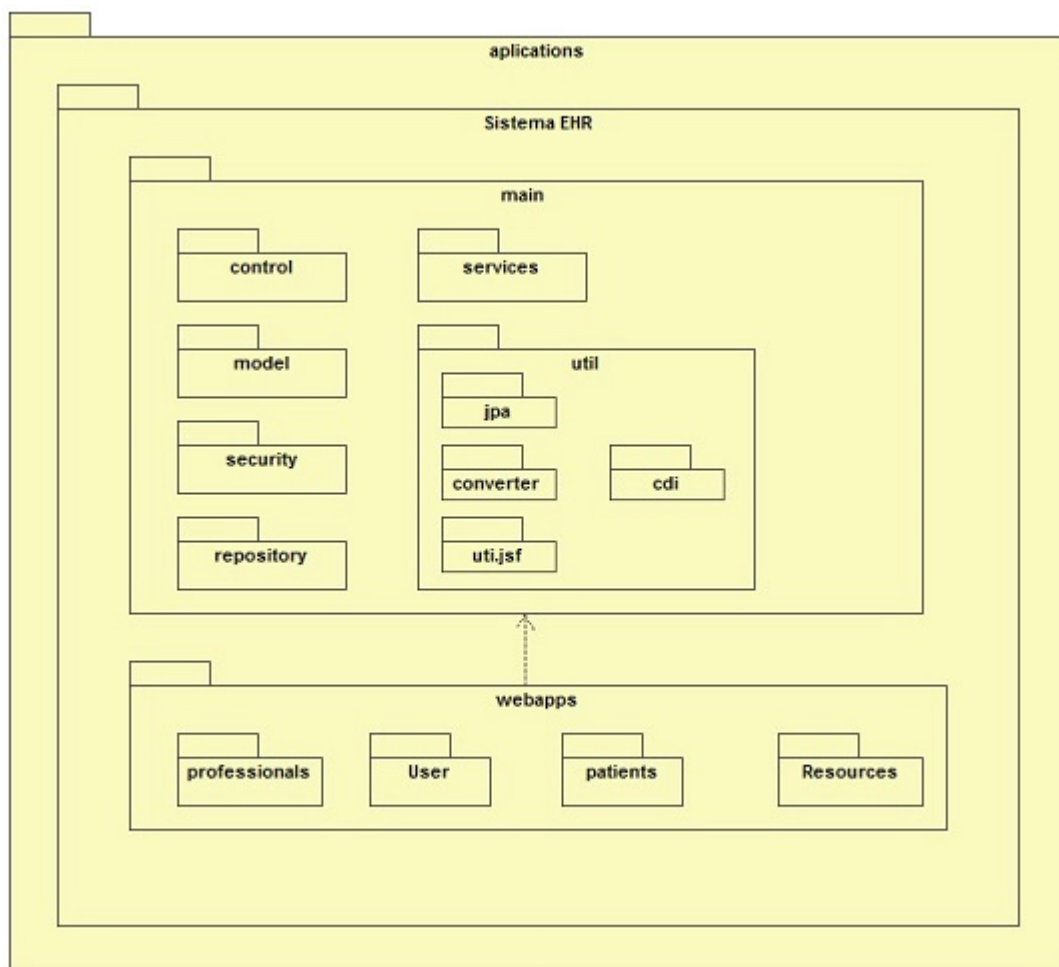 aplications
Sistema EHR
main
control
services
model
util
jpa
security
converter
cdi
repository
uti.jsf
webapps
professionals
User
patients
Resources